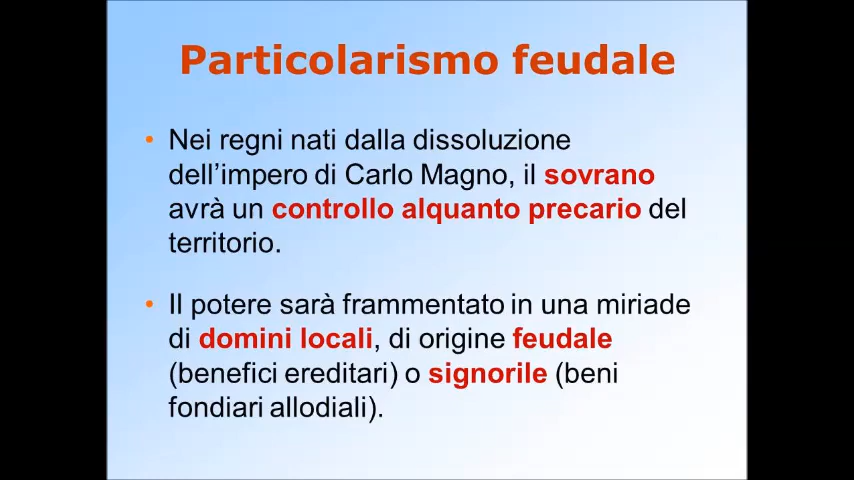 Particolarismo feudale
• Nei regni nati dalla dissoluzione
dell’impero di Carlo Magno, il sovrano
avrà un controllo alquanto precario del
territorio.
• Il potere sarà frammentato in una miriade
di domini locali, di origine feudale
(benefici ereditari) o signorile (beni
fondiari allodiali).